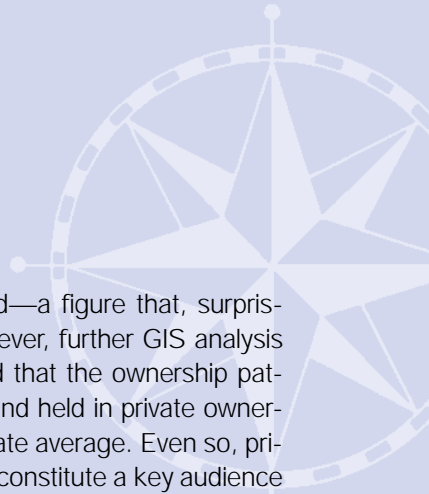 d—a figure that, surpris-
ever, further GIS analysis
d that the ownership pat-
nd held in private owner-
ate average. Even so, pri-
constitute a key audience